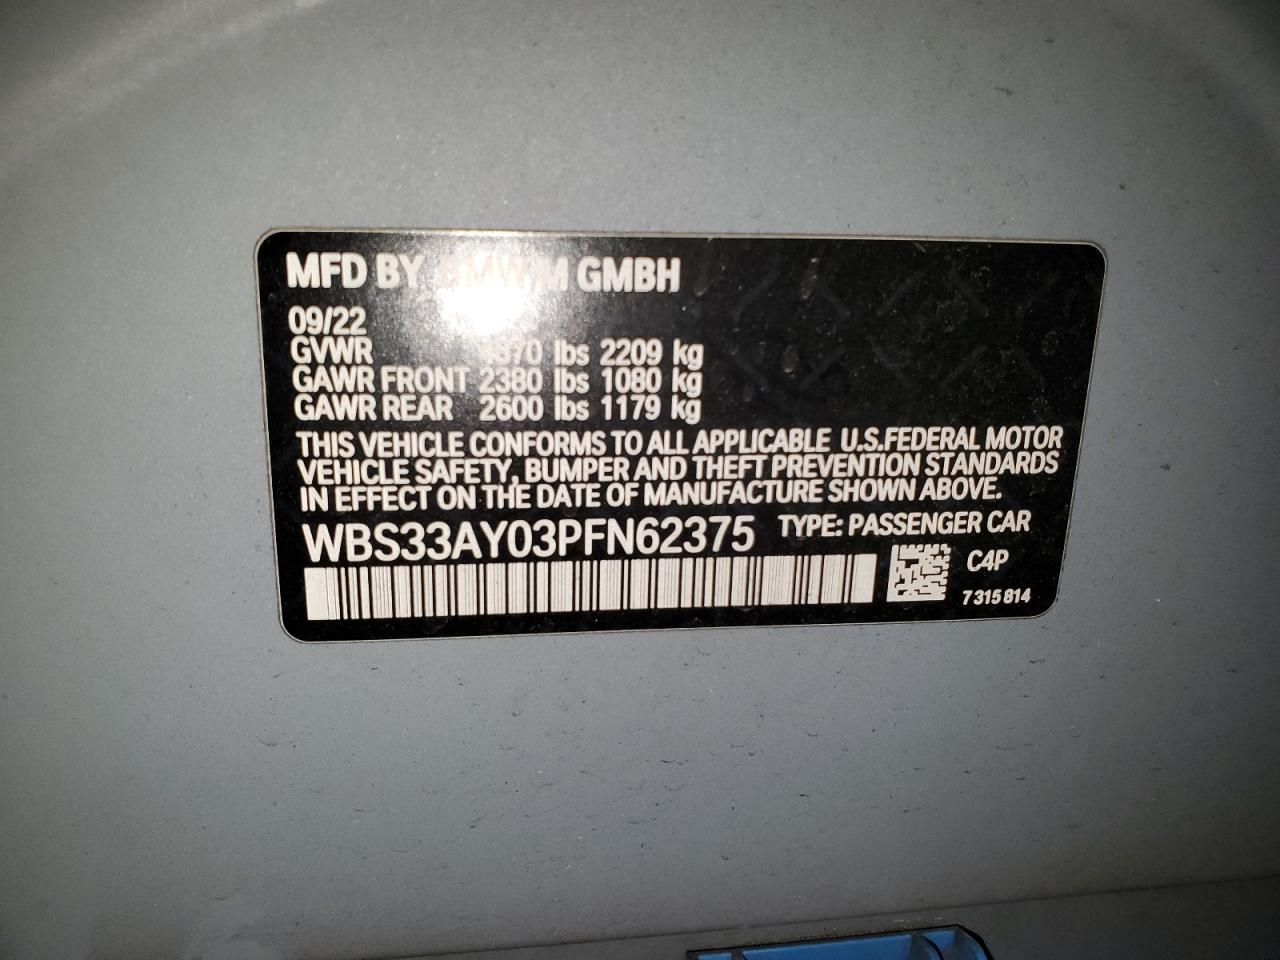 MFD BY BMW M GMBH
09/22
GVWR 4870 lbs 2209 kg
GAWR FRONT 2380 lbs 1080 kg
GAWR REAR 2600 lbs 1179 kg
THIS VEHICLE CONFORMS TO ALL APPLICABLE U.S.FEDERAL MOTOR
VEHICLE SAFETY, BUMPER AND THEFT PREVENTION STANDARDS
IN EFFECT ON THE DATE OF MANUFACTURE SHOWN ABOVE.
WBS33AY03PFN62375 TYPE: PASSENGER CAR
C4P
7 315 814